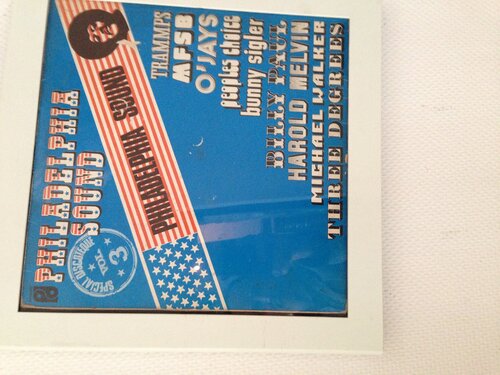 PHILADELPHIA
SOUND
SPECIAL DISCOTHEQUE
VOL
3
PHILADELPHIA SOUND
TRAMMPS
MFSB
O'JAYS
peoples choice
bunny sigler
BILLY PAUL
HAROLD MELVIN
MICHAEL WALKER
THREE DEGREES